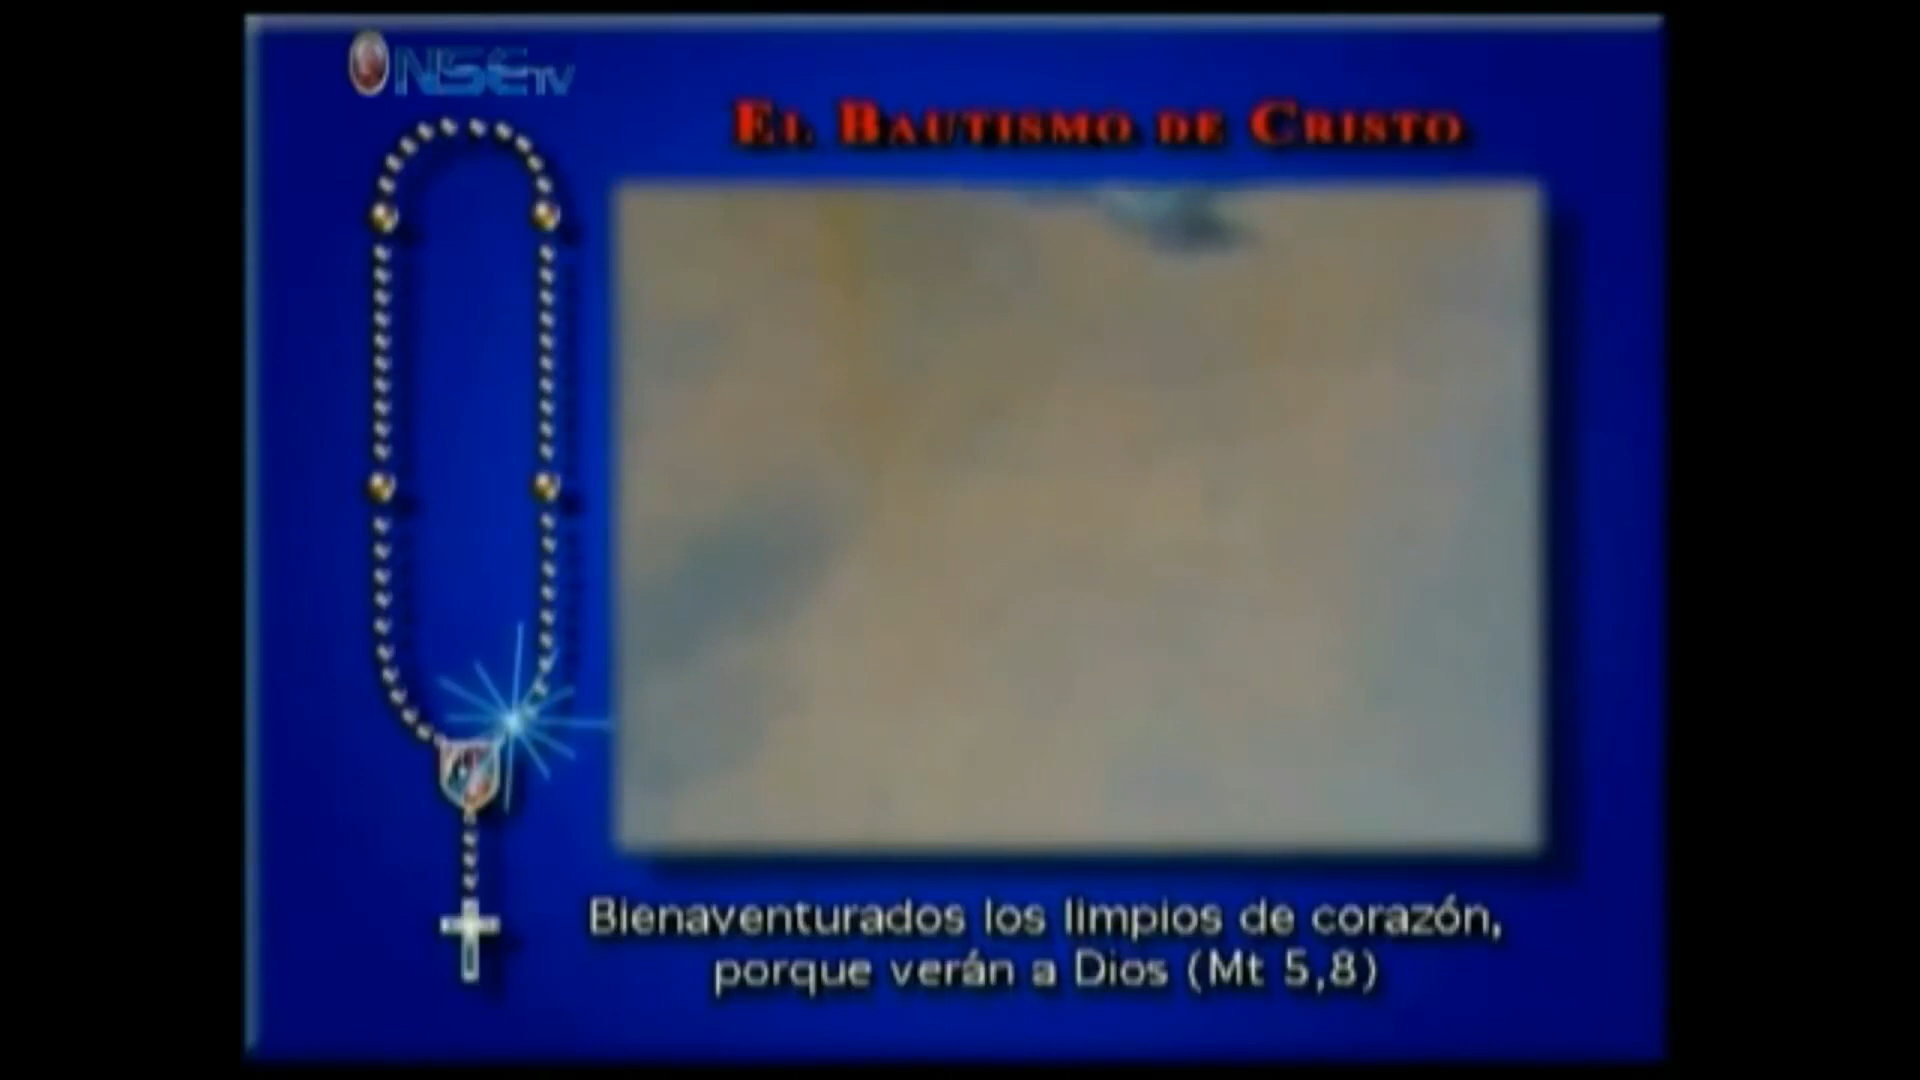 NSE TV
El Bautismo de Cristo
Bienaventurados los limpios de corazón,
porque verán a Dios (Mt 5,8)